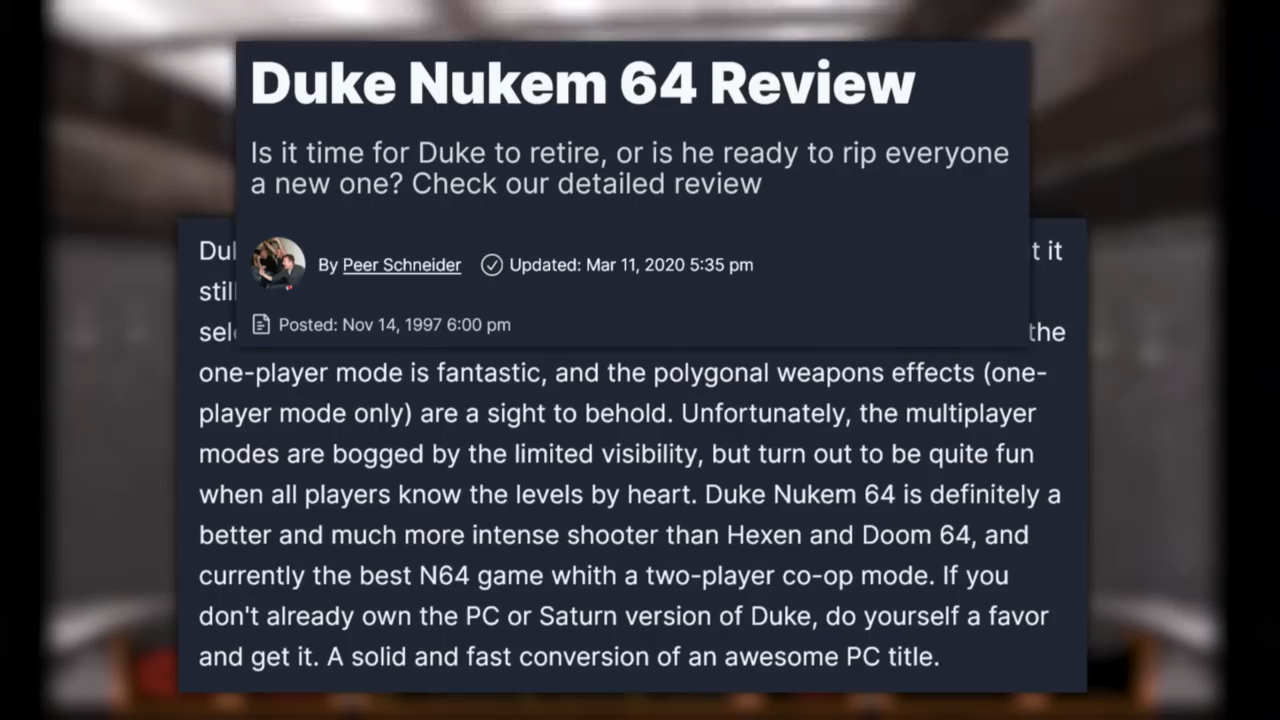 Duke Nukem 64 Review
Is it time for Duke to retire, or is he ready to rip everyone
a new one? Check our detailed review
By Peer Schneider Updated: Mar 11, 2020 5:35 pm
Posted: Nov 14, 1997 6:00 pm
it
the
one-player mode is fantastic, and the polygonal weapons effects (one-
player mode only) are a sight to behold. Unfortunately, the multiplayer
modes are bogged by the limited visibility, but turn out to be quite fun
when all players know the levels by heart. Duke Nukem 64 is definitely a
better and much more intense shooter than Hexen and Doom 64, and
currently the best N64 game whith a two-player co-op mode. If you
don't already own the PC or Saturn version of Duke, do yourself a favor
and get it. A solid and fast conversion of an awesome PC title.